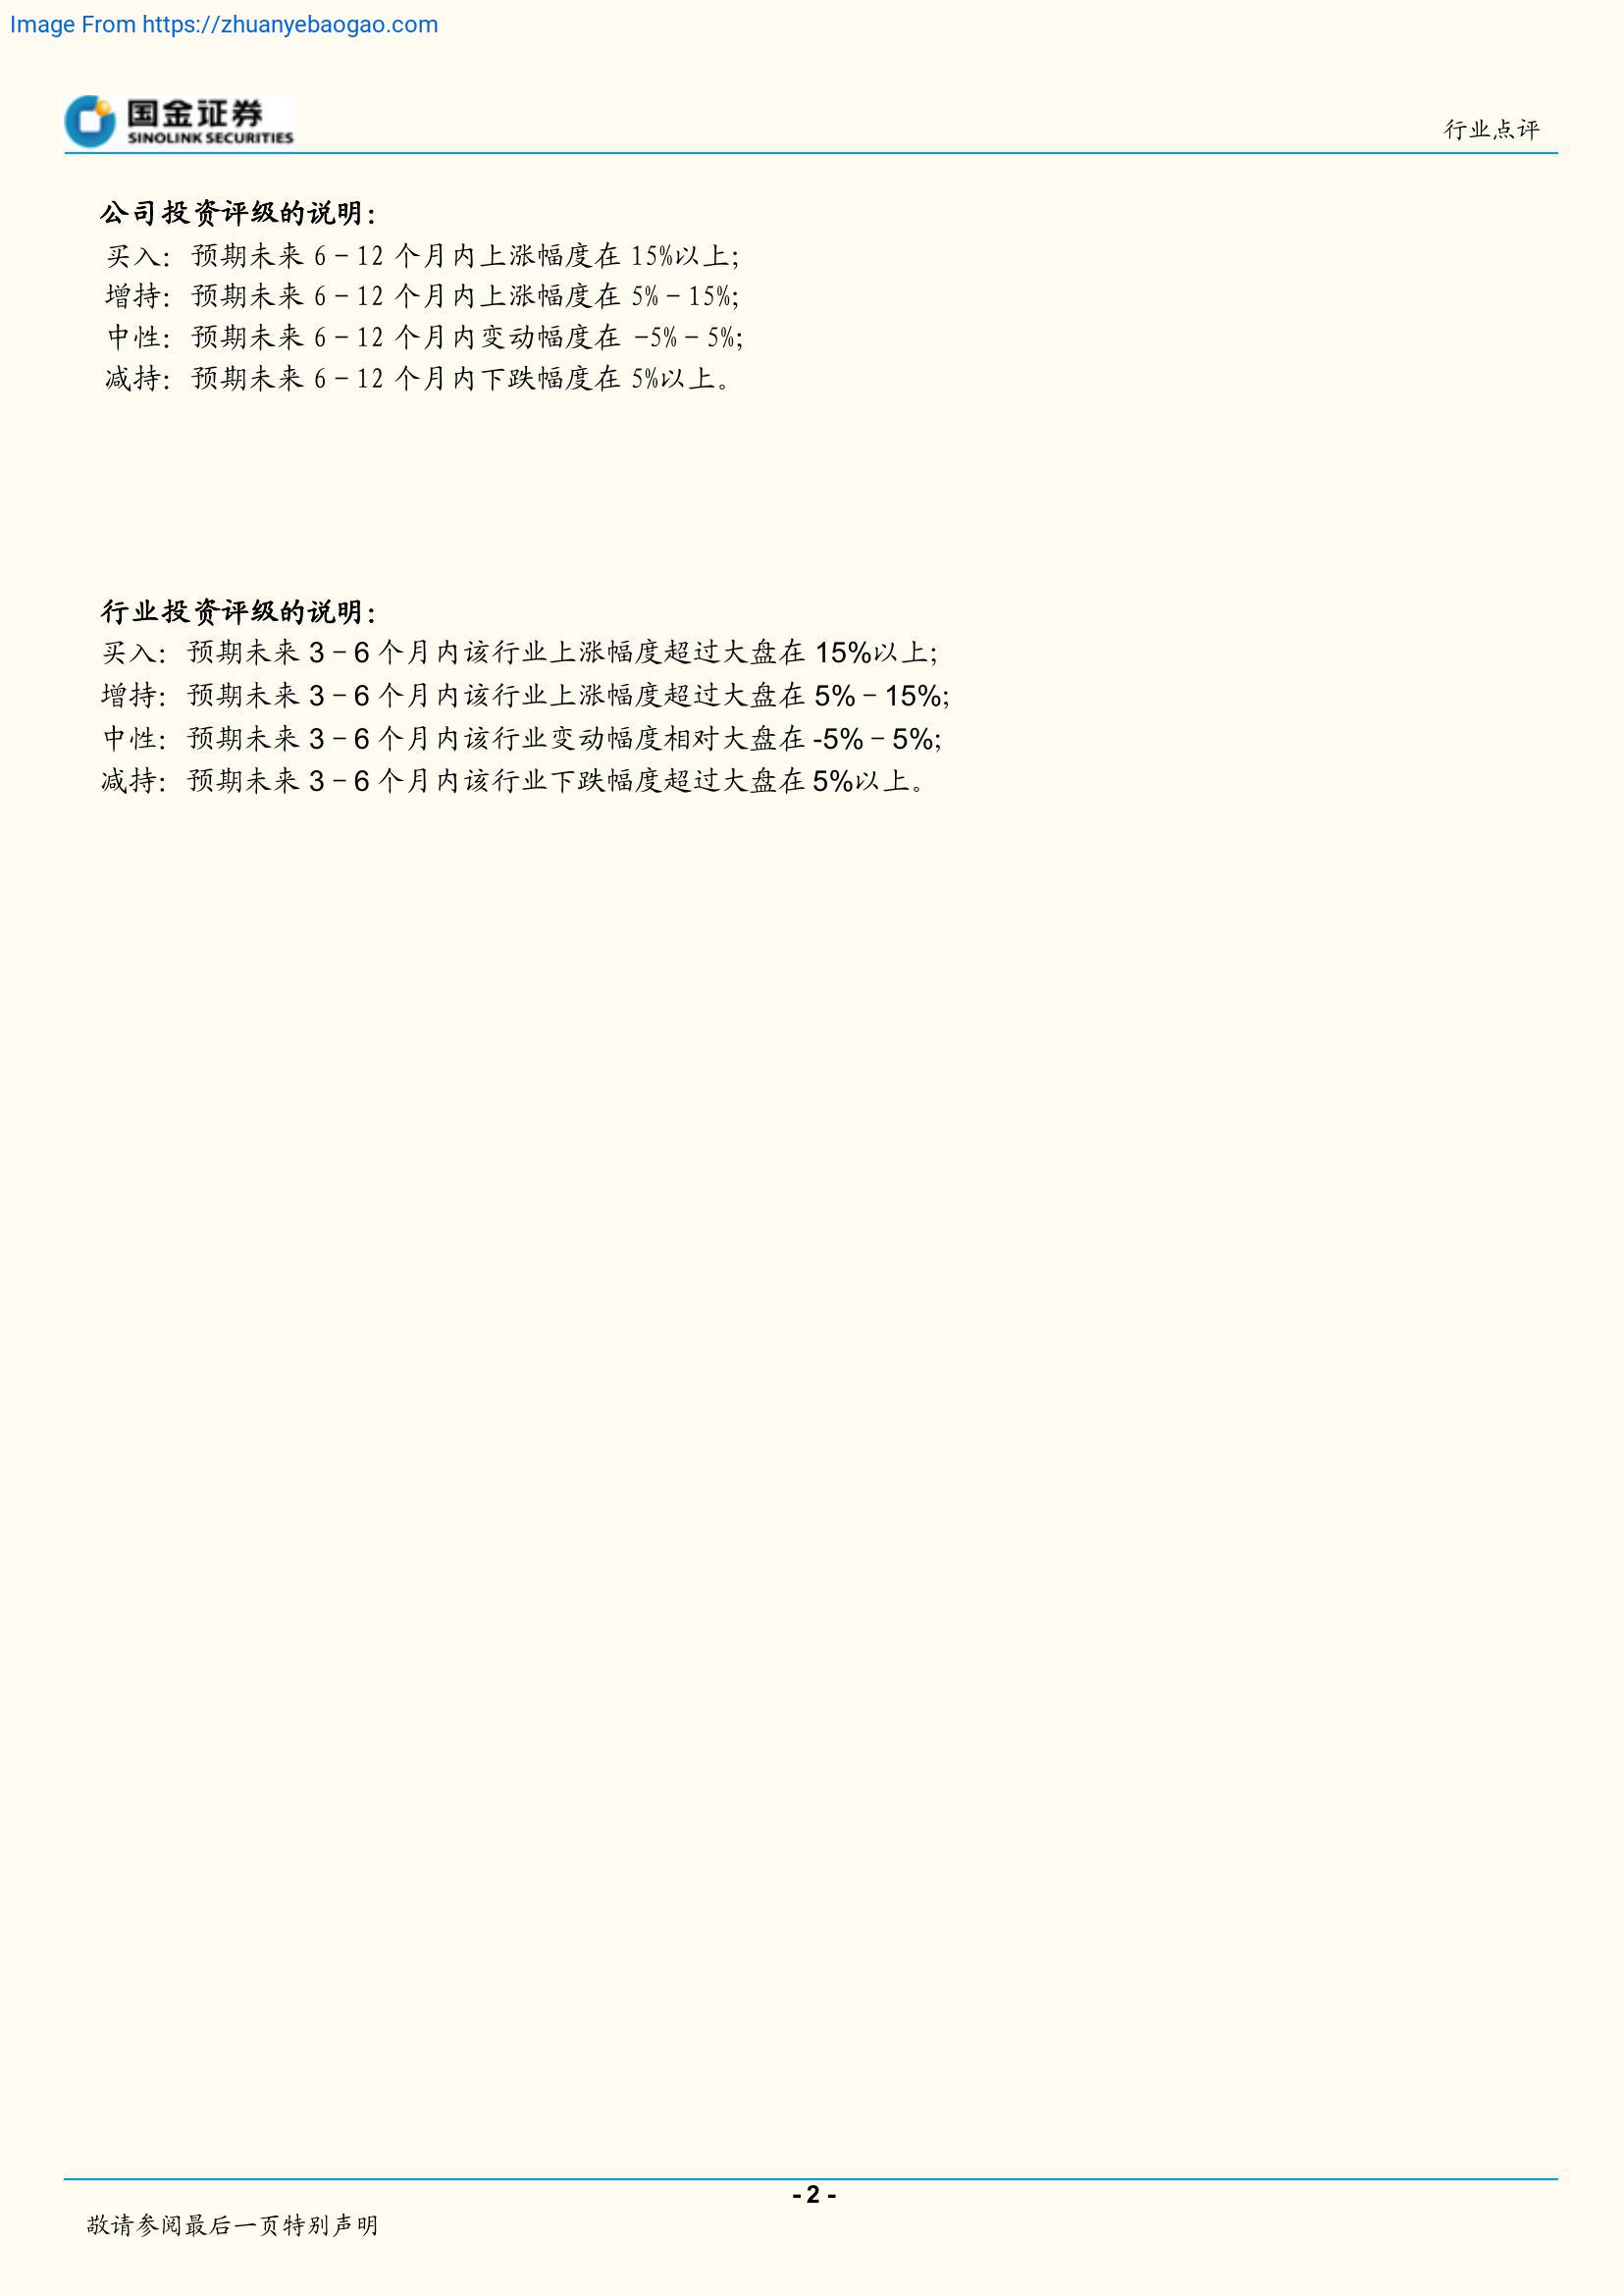 Image From https://zhuanyebaogao.com
国金证券
SINOLINK SECURITIES
行业点评
公司投资评级的说明：
买入：预期未来 6－12 个月内上涨幅度在 15%以上；
增持：预期未来 6－12 个月内上涨幅度在 5%－15%；
中性：预期未来 6－12 个月内变动幅度在 -5%－5%；
减持：预期未来 6－12 个月内下跌幅度在 5%以上。
行业投资评级的说明：
买入：预期未来 3－6 个月内该行业上涨幅度超过大盘在 15%以上；
增持：预期未来 3－6 个月内该行业上涨幅度超过大盘在 5%－15%；
中性：预期未来 3－6 个月内该行业变动幅度相对大盘在 -5%－5%；
减持：预期未来 3－6 个月内该行业下跌幅度超过大盘在 5%以上。
- 2 -
敬请参阅最后一页特别声明